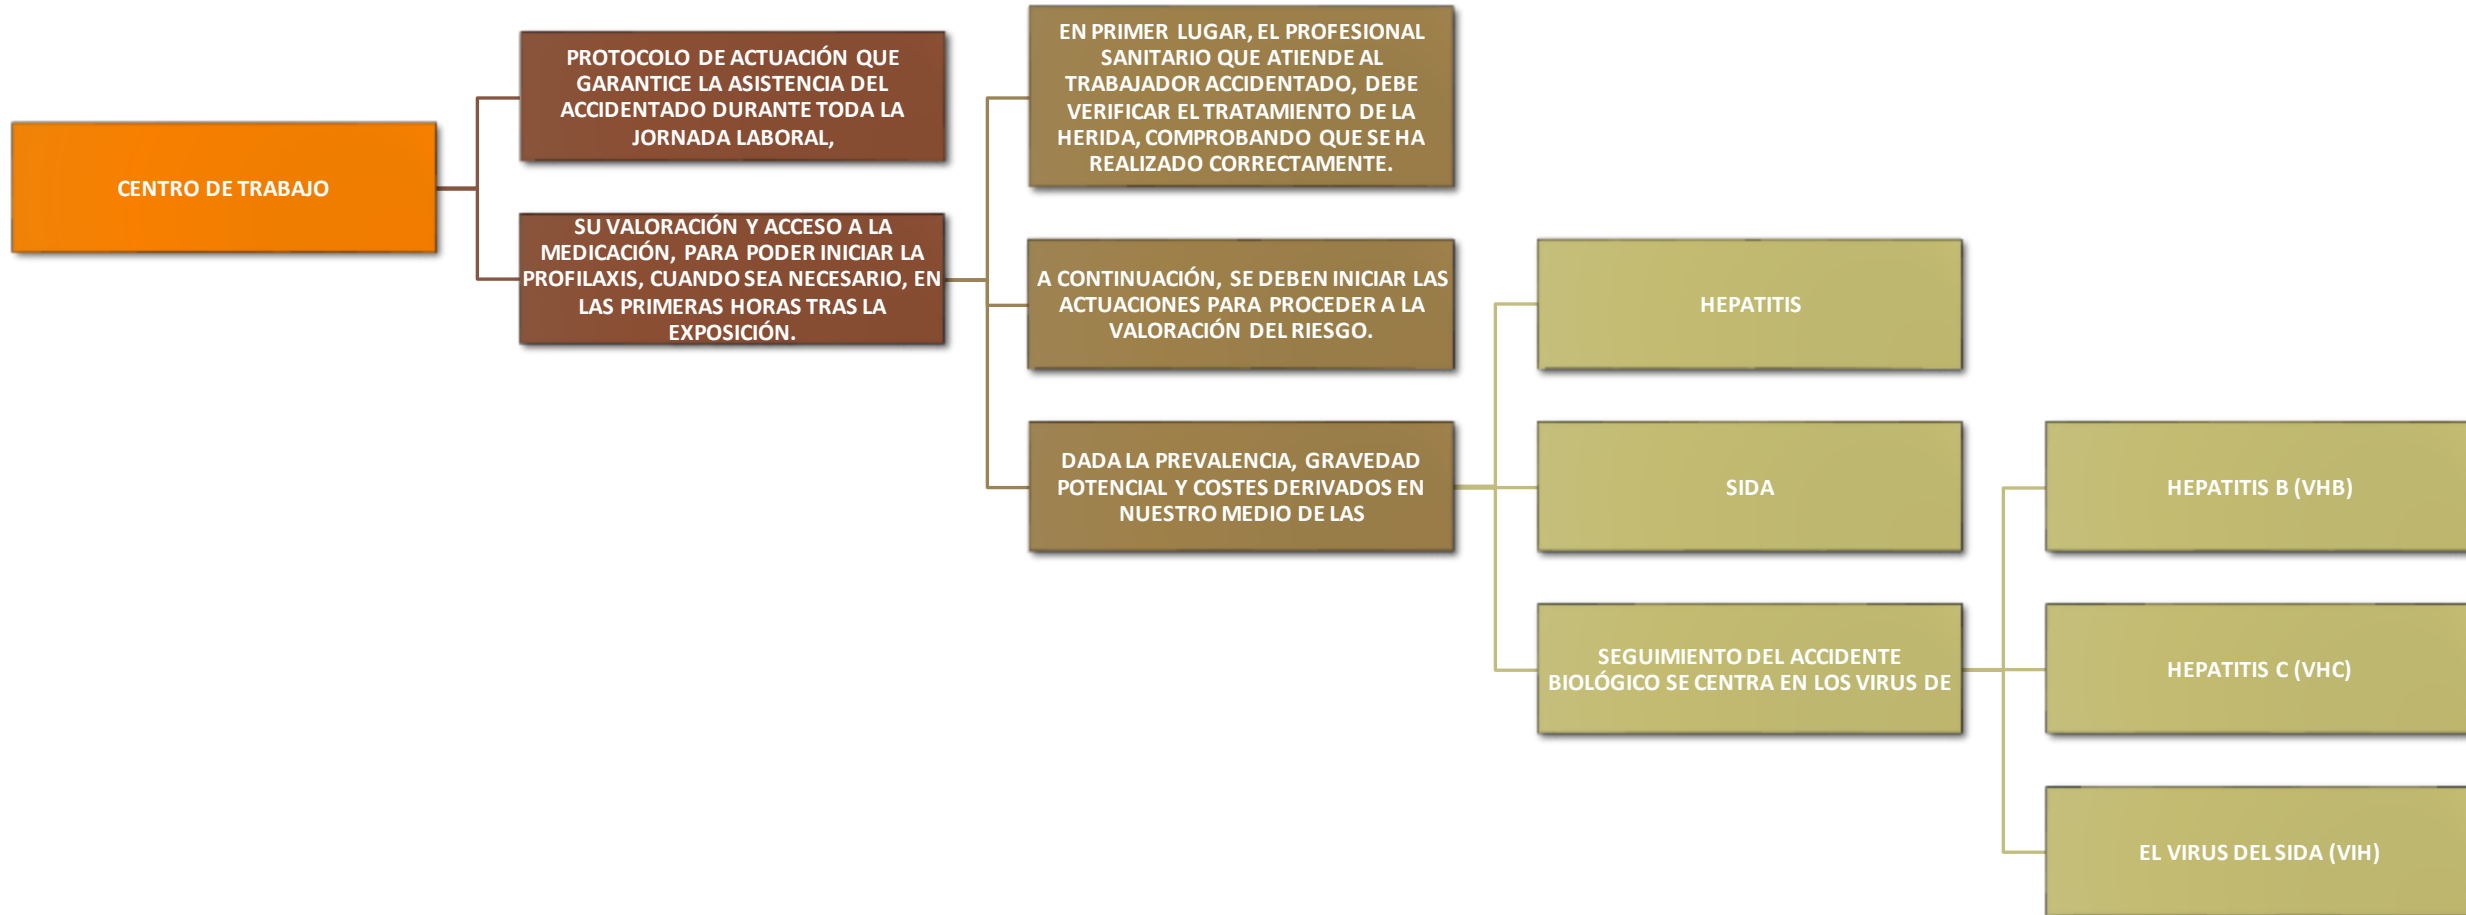 CENTRO DE TRABAJO
PROTOCOLO DE ACTUACIÓN QUE
GARANTICE LA ASISTENCIA DEL
ACCIDENTADO DURANTE TODA LA
JORNADA LABORAL,
SU VALORACIÓN Y ACCESO A LA
MEDICACIÓN, PARA PODER INICIAR LA
PROFILAXIS, CUANDO SEA NECESARIO, EN
LAS PRIMERAS HORAS TRAS LA
EXPOSICIÓN.
EN PRIMER LUGAR, EL PROFESIONAL
SANITARIO QUE ATIENDE AL
TRABAJADOR ACCIDENTADO, DEBE
VERIFICAR EL TRATAMIENTO DE LA
HERIDA, COMPROBANDO QUE SE HA
REALIZADO CORRECTAMENTE.
A CONTINUACIÓN, SE DEBEN INICIAR LAS
ACTUACIONES PARA PROCEDER A LA
VALORACIÓN DEL RIESGO.
DADA LA PREVALENCIA, GRAVEDAD
POTENCIAL Y COSTES DERIVADOS EN
NUESTRO MEDIO DE LAS
HEPATITIS
SIDA
SEGUIMIENTO DEL ACCIDENTE
BIOLÓGICO SE CENTRA EN LOS VIRUS DE
HEPATITIS B (VHB)
HEPATITIS C (VHC)
EL VIRUS DEL SIDA (VIH)